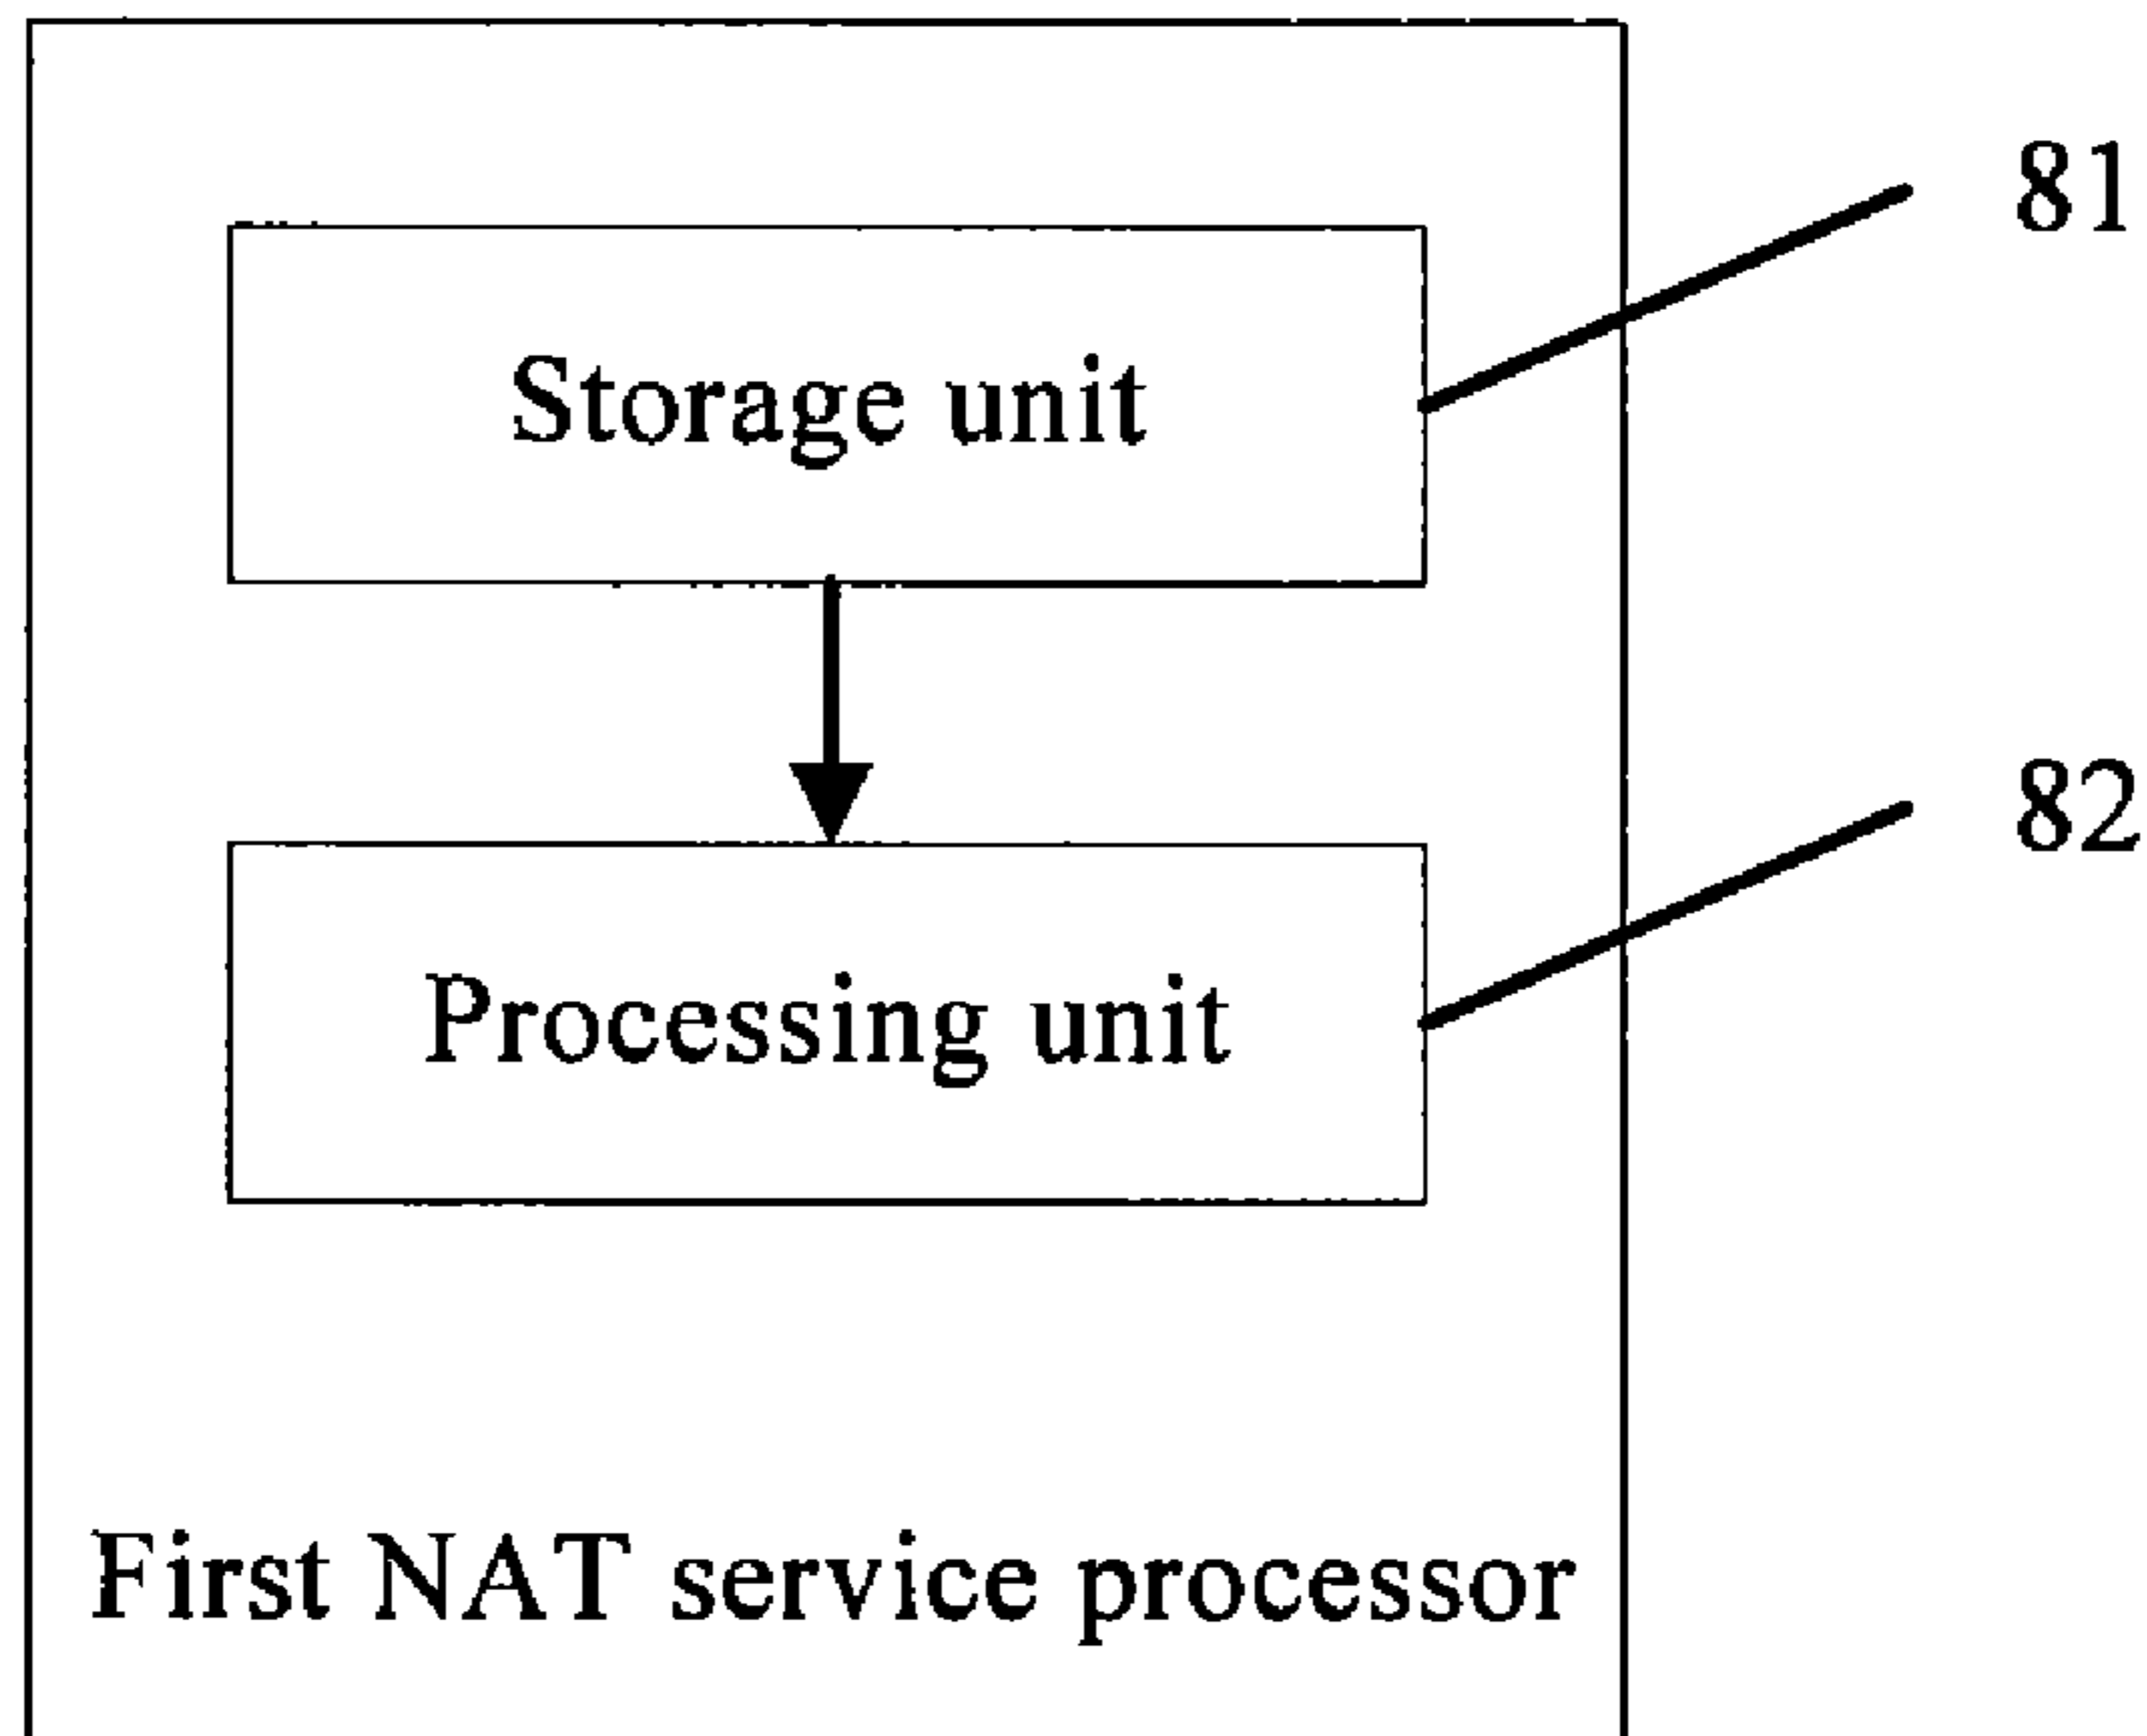 81
Storage unit
82
Processing unit
First NAT service processor